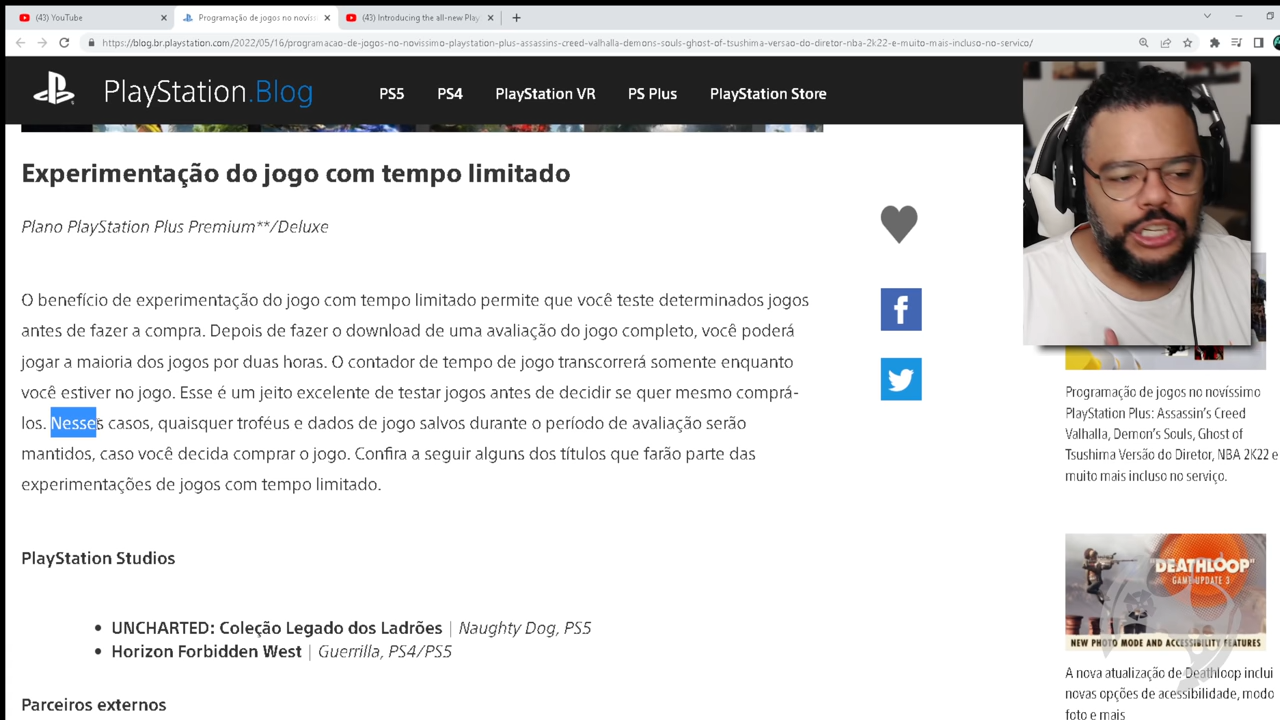 (43) YouTube
Programação de jogos no novíss
(43) Introducing the all-new Play
https://blog.br.playstation.com/2022/05/16/programacao-de-jogos-no-novissimo-playstation-plus-assassins-creed-valhalla-demons-souls-ghost-of-tsushima-versao-do-diretor-nba-2k22-e-muito-mais-incluso-no-servico/
PlayStation.Blog
PS5
PS4
PlayStation VR
PS Plus
PlayStation Store
Experimentação do jogo com tempo limitado
Plano PlayStation Plus Premium**/Deluxe
O benefício de experimentação do jogo com tempo limitado permite que você teste determinados jogos
antes de fazer a compra. Depois de fazer o download de uma avaliação do jogo completo, você poderá
jogar a maioria dos jogos por duas horas. O contador de tempo de jogo transcorrerá somente enquanto
você estiver no jogo. Esse é um jeito excelente de testar jogos antes de decidir se quer mesmo comprá-
los. Nesses casos, quaisquer troféus e dados de jogo salvos durante o período de avaliação serão
mantidos, caso você decida comprar o jogo. Confira a seguir alguns dos títulos que farão parte das
experimentações de jogos com tempo limitado.
PlayStation Studios
• UNCHARTED: Coleção Legado dos Ladrões | Naughty Dog, PS5
• Horizon Forbidden West | Guerrilla, PS4/PS5
Parceiros externos
Programação de jogos no novíssimo
PlayStation Plus: Assassin's Creed
Valhalla, Demon's Souls, Ghost of
Tsushima Versão do Diretor, NBA 2K22 e
muito mais incluso no serviço.
"DEATHLOOP"
GAME UPDATE 3
NEW PHOTO MODE AND ACCESSIBILITY FEATURES
A nova atualização de Deathloop inclui
novas opções de acessibilidade, modo
foto e mais